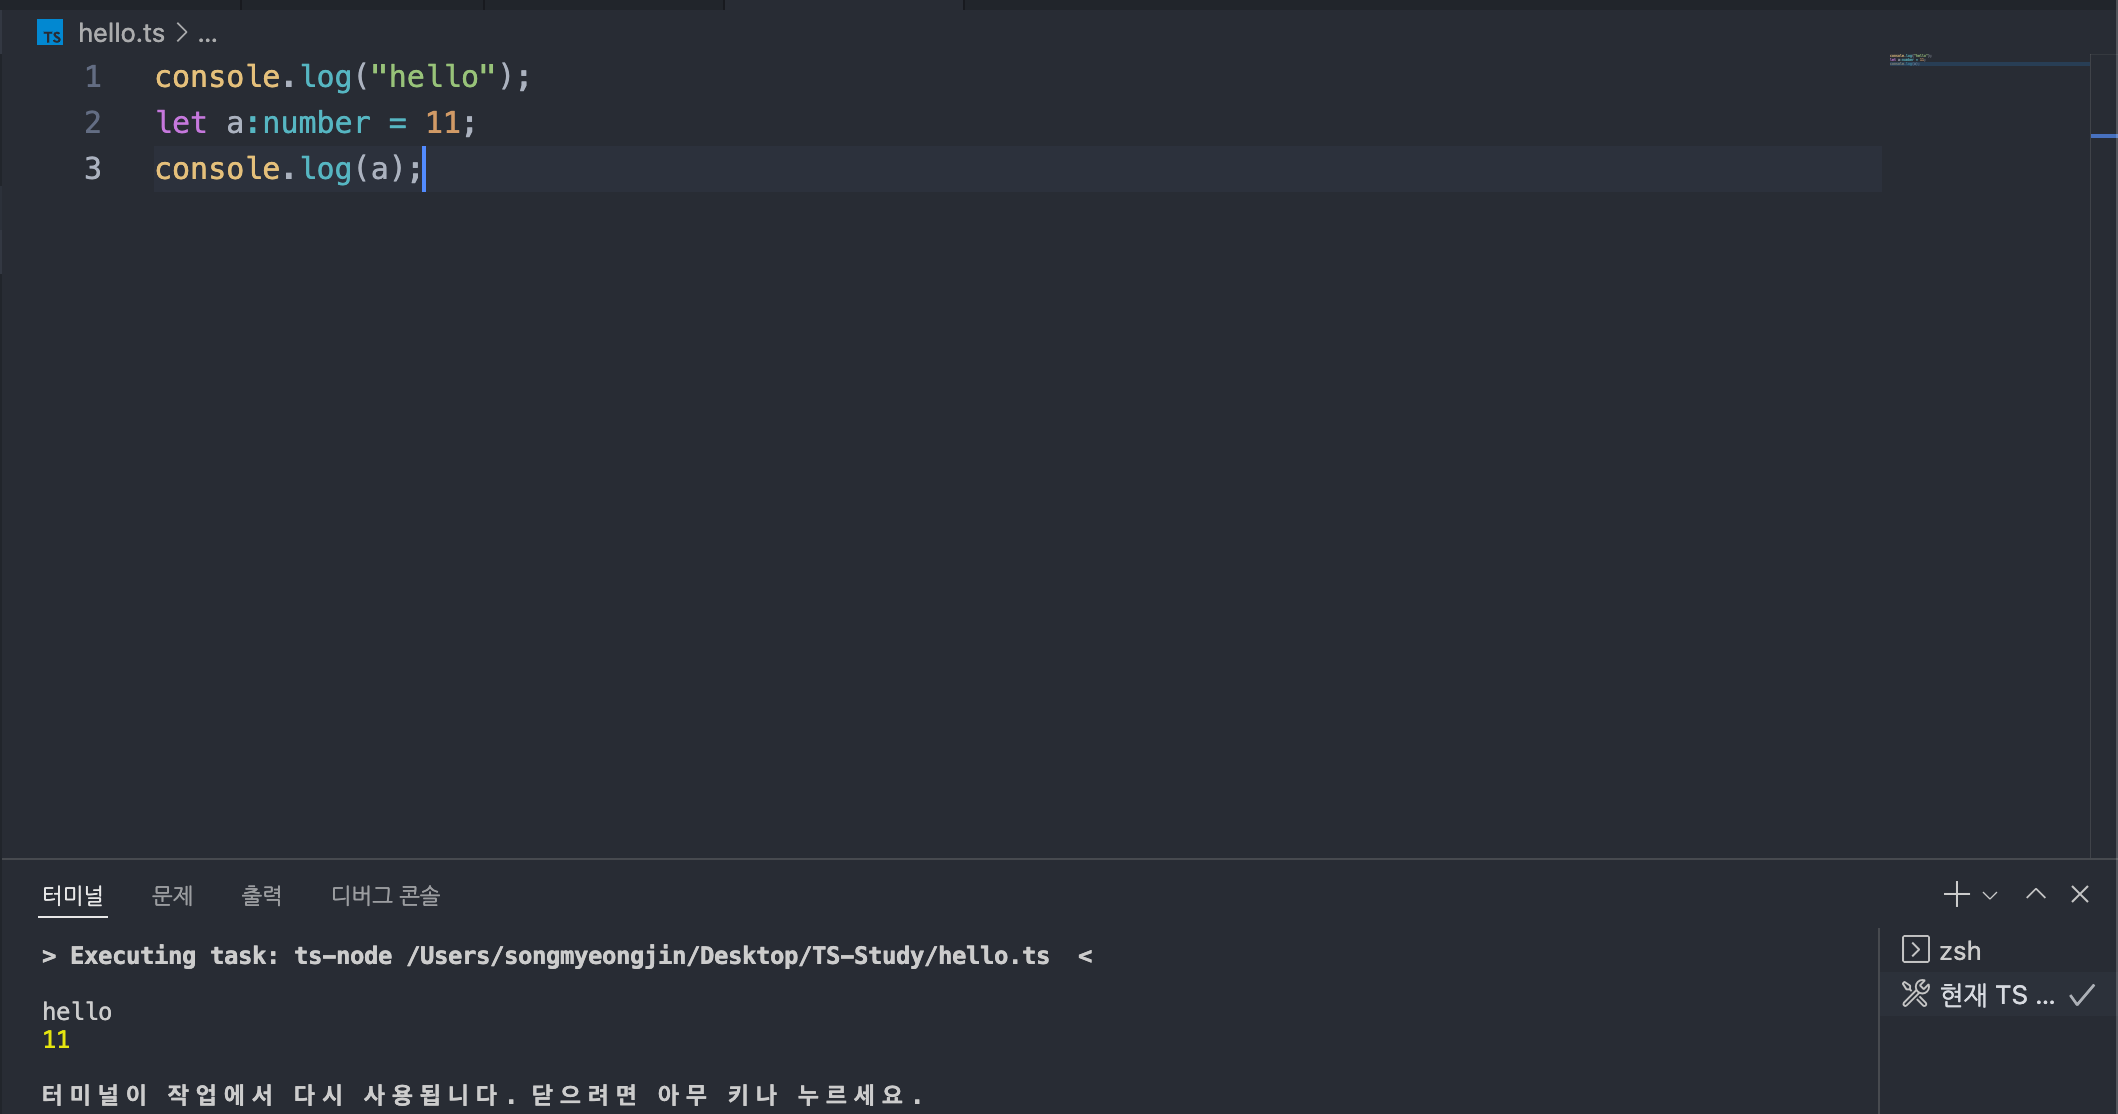 TS hello.ts > ...
1 console.log("hello");
2 let a:number = 11;
3 console.log(a);
터미널 문제 출력 디버그 콘솔
> Executing task: ts-node /Users/songmyeongjin/Desktop/TS-Study/hello.ts <
hello
11
터미널이 작업에서 다시 사용됩니다. 닫으려면 아무 키나 누르세요.
zsh
현재 TS ...